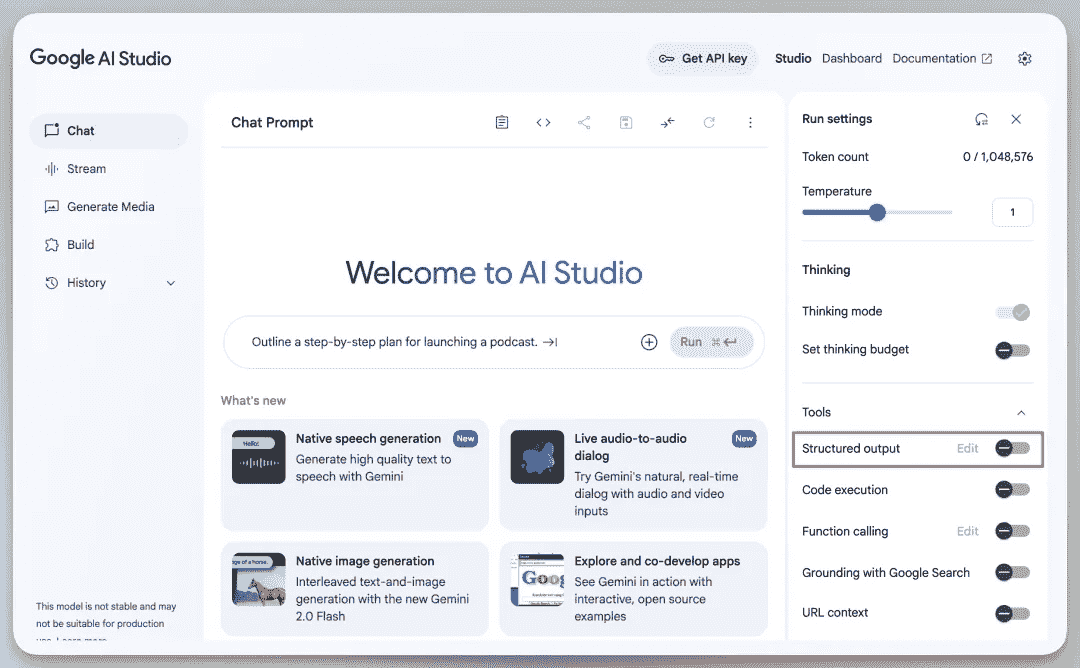 Google AI Studio
Get API key
Studio
Dashboard
Documentation
Chat
Stream
Generate Media
Build
History
This model is not stable and may
not be suitable for production
Chat Prompt
Welcome to AI Studio
Outline a step-by-step plan for launching a podcast.
Run ⌘
What's new
Hello!
Native speech generation
New
Generate high quality text to
speech with Gemini
Live audio-to-audio
dialog
New
Try Gemini's natural, real-time
dialog with audio and video
inputs
age of a horse.
Native image generation
Interleaved text-and-image
generation with the new Gemini
2.0 Flash
Goog
Explore and co-develop apps
See Gemini in action with
interactive, open source
examples
Run settings
Token count
0 / 1,048,576
Temperature
1
Thinking
Thinking mode
Set thinking budget
Tools
Structured output
Edit
Code execution
Function calling
Edit
Grounding with Google Search
URL context